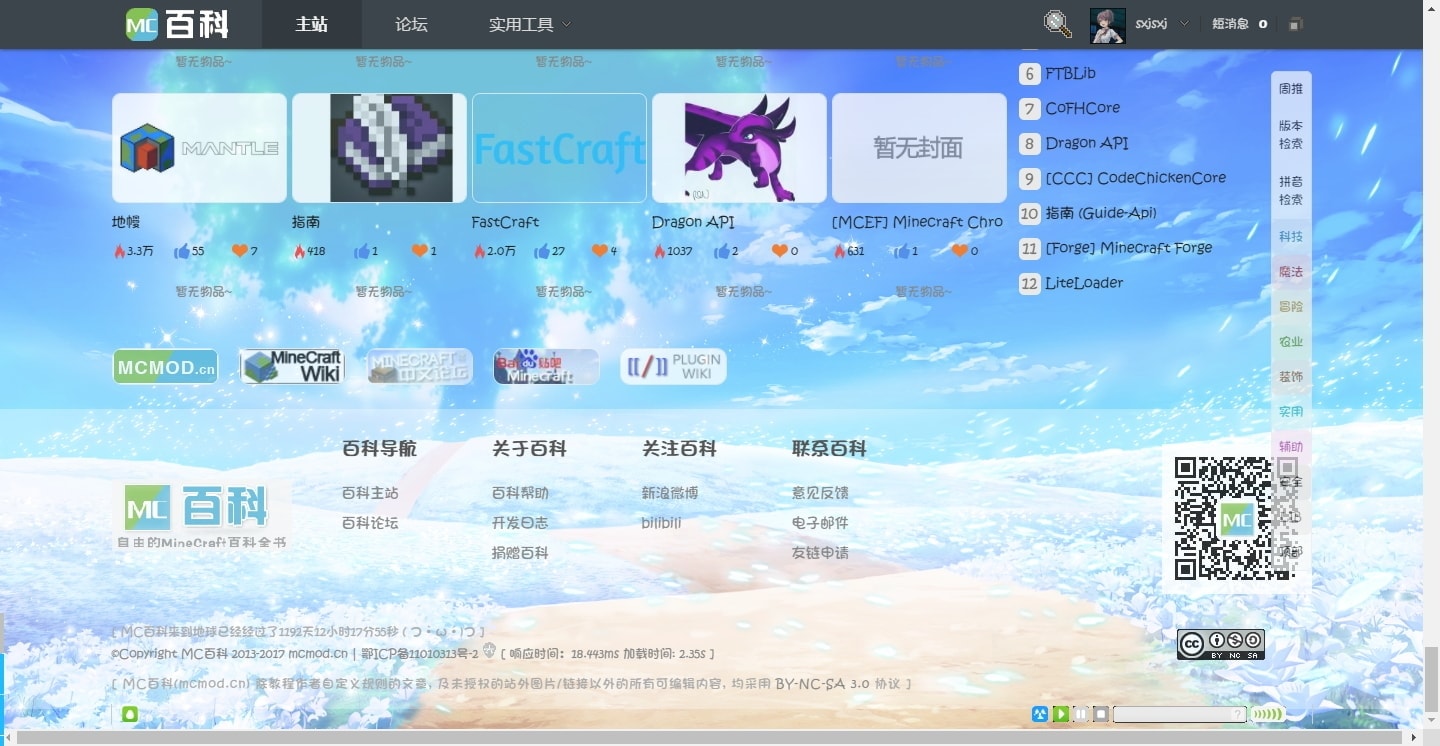 MC 百科 主站 论坛 实用工具 sxjsxj 短消息 0
暂无物品~ 暂无物品~ 暂无物品~ 暂无物品~ 暂无物品~
6 FTBLib
7 CoFHCore
8 Dragon API
9 [CCC] CodeChickenCore
10 指南 (Guide-Api)
11 [Forge] Minecraft Forge
12 LiteLoader
MANTLE FastCraft 暂无封面
地幔 指南 FastCraft Dragon API [MCEF] Minecraft Chro
3.3万 55 7 418 1 1 2.0万 27 4 1037 2 0 631 1 0
暂无物品~ 暂无物品~ 暂无物品~ 暂无物品~ 暂无物品~
周推
版本
检索
拼音
检索
科技
魔法
冒险
农业
装饰
实用
辅助
顶部
MCMOD.cn MineCraft Wiki MINECRAFT 中文论坛 Bai du 贴吧 Minecraft [[/]] PLUGIN WIKI
百科导航 关于百科 关注百科 联系百科
百科主站 百科帮助 新浪微博 意见反馈
百科论坛 开发日志 bilibili 电子邮件
捐赠百科 友链申请
MC 百科
自由的MineCraft百科全书
MC
[ MC百科来到地球已经经过了1192天12小时17分55秒 ( つ・ω・)つ ]
©Copyright MC百科 2013-2017 mcmod.cn | 鄂ICP备11010313号-2 [ 响应时间: 18.443ms 加载时间: 2.35s ]
[ MC百科(mcmod.cn) 除教程作者自定义规则的文章, 及未授权的站外图片/链接以外的所有可编辑内容, 均采用 BY-NC-SA 3.0 协议 ]
cc BY NC SA